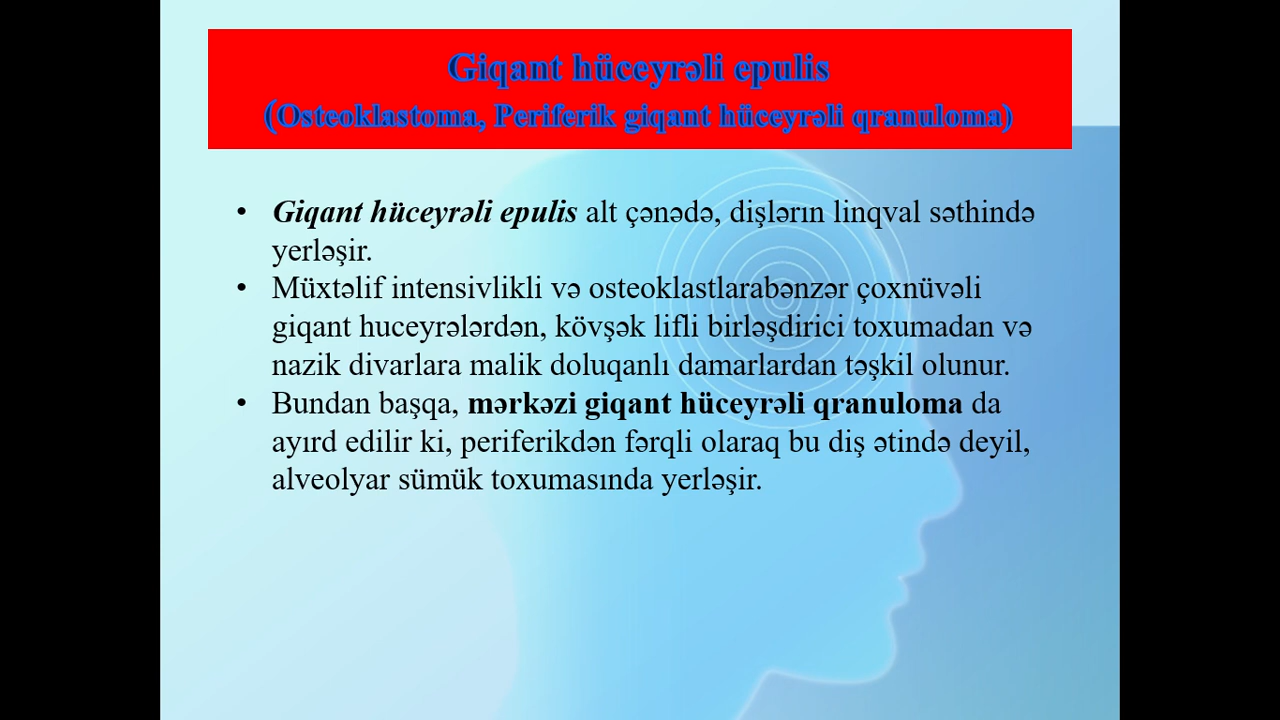 Giqant hüceyrəli epulis
(Osteoklastoma, Periferik giqant hüceyrəli qranuloma)
• Giqant hüceyrəli epulis alt çənədə, dişlərın linqval səthində
yerləşir.
• Müxtəlif intensivlikli və osteoklastlarabənzər çoxnüvəli
giqant huceyrələrdən, kövşək lifli birləşdirici toxumadan və
nazik divarlara malik doluqanlı damarlardan təşkil olunur.
• Bundan başqa, mərkəzi giqant hüceyrəli qranuloma da
ayırd edilir ki, periferikdən fərqli olaraq bu diş ətində deyil,
alveolyar sümük toxumasında yerləşir.